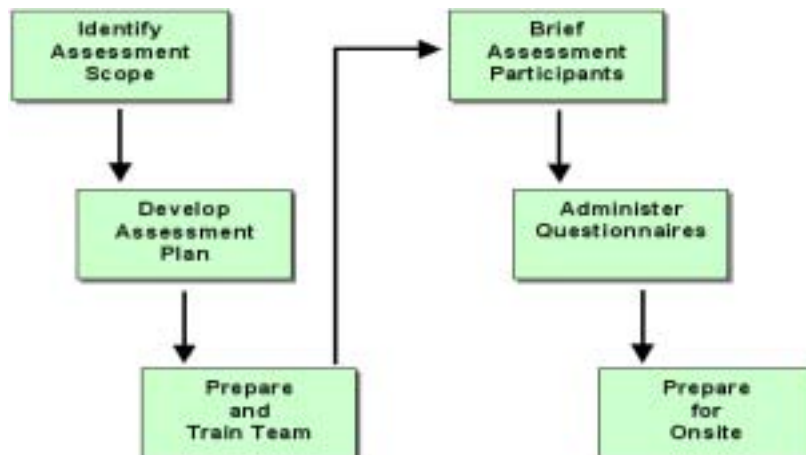 Identify
Assessment
Scope
Develop
Assessment
Plan
Prepare
and
Train Team
Brief
Assessment
Participants
Administer
Questionnaires
Prepare
for
Onsite